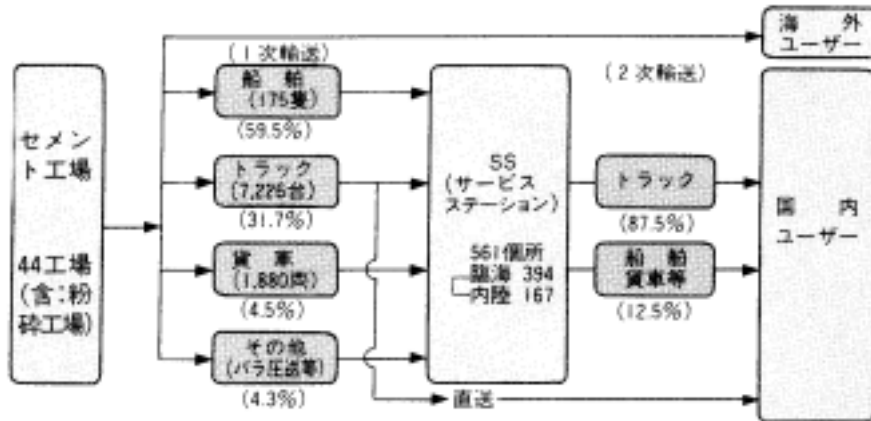 セメン
ト工場
44工場
(含:粉
砕工場)
(1次輸送)
船舶
(175隻)
(59.5%)
トラック
(7,226台)
(31.7%)
貨車
(1,880両)
(4.5%)
その他
(バラ圧送等)
(4.3%)
SS
(サービス
ステーション)
561個所
臨海 394
内陸 167
直送
(2次輸送)
トラック
(87.5%)
船舶
貨車等
(12.5%)
海外
ユーザー
国内
ユーザー